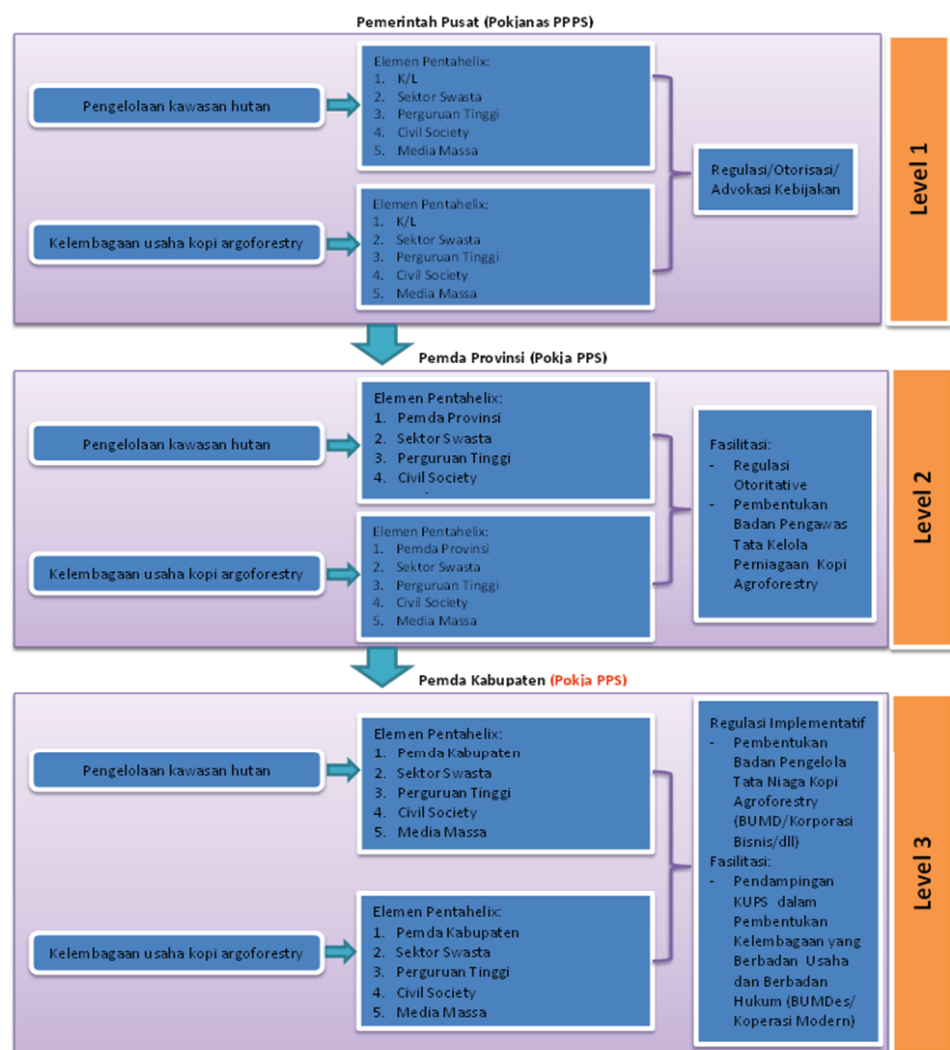 Pemerintah Pusat (Pokjanas PPPS)
Pengelolaan kawasan hutan
Elemen Pentahelix:
1. K/L
2. Sektor Swasta
3. Perguruan Tinggi
4. Civil Society
5. Media Massa
Kelembagaan usaha kopi argoforestry
Elemen Pentahelix:
1. K/L
2. Sektor Swasta
3. Perguruan Tinggi
4. Civil Society
5. Media Massa
Regulasi/Otorisasi/
Advokasi Kebijakan
Level 1
Pemda Provinsi (Pokja PPS)
Pengelolaan kawasan hutan
Elemen Pentahelix:
1. Pemda Provinsi
2. Sektor Swasta
3. Perguruan Tinggi
4. Civil Society
Kelembagaan usaha kopi argoforestry
Elemen Pentahelix:
1. Pemda Provinsi
2. Sektor Swasta
3. Perguruan Tinggi
4. Civil Society
5. Media Massa
Fasilitasi:
- Regulasi
Otoritative
- Pembentukan
Badan Pengawas
Tata Kelola
Perniagaan Kopi
Agroforestry
Level 2
Pemda Kabupaten (Pokja PPS)
Pengelolaan kawasan hutan
Elemen Pentahelix:
1. Pemda Kabupaten
2. Sektor Swasta
3. Perguruan Tinggi
4. Civil Society
5. Media Massa
Kelembagaan usaha kopi argoforestry
Elemen Pentahelix:
1. Pemda Kabupaten
2. Sektor Swasta
3. Perguruan Tinggi
4. Civil Society
5. Media Massa
Regulasi Implementatif
- Pembentukan
Badan Pengelola
Tata Niaga Kopi
Agroforestry
(BUMD/Korporasi
Bisnis/dll)
Fasilitasi:
- Pendampingan
KUPS dalam
Pembentukan
Kelembagaan yang
Berbadan Usaha
dan Berbadan
Hukum (BUMDes/
Koperasi Modern)
Level 3